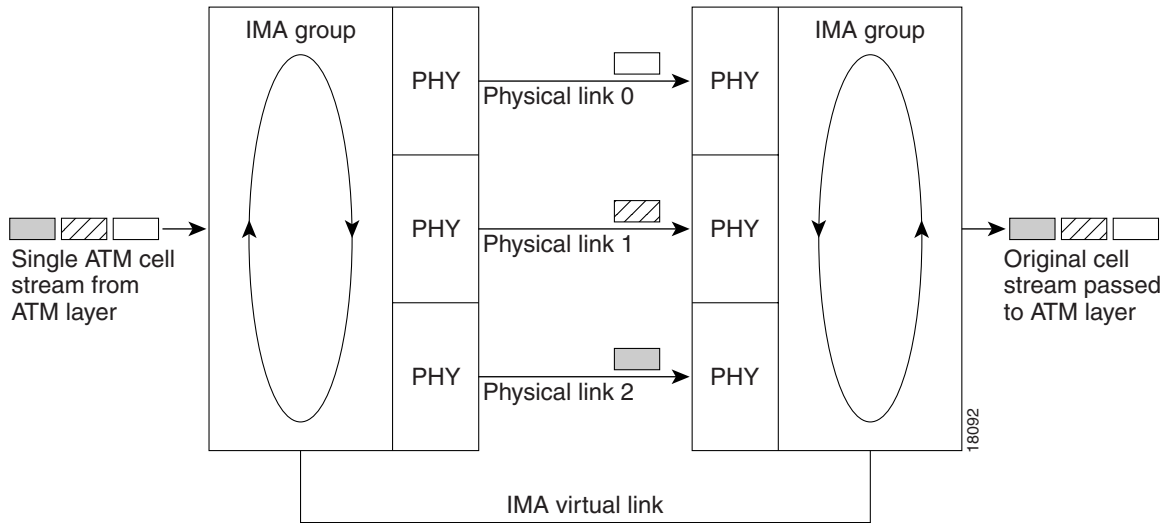 IMA group
IMA group
PHY
Physical link 0
PHY
Single ATM cell
stream from
ATM layer
PHY
Physical link 1
PHY
Original cell
stream passed
to ATM layer
PHY
Physical link 2
PHY
18092
IMA virtual link